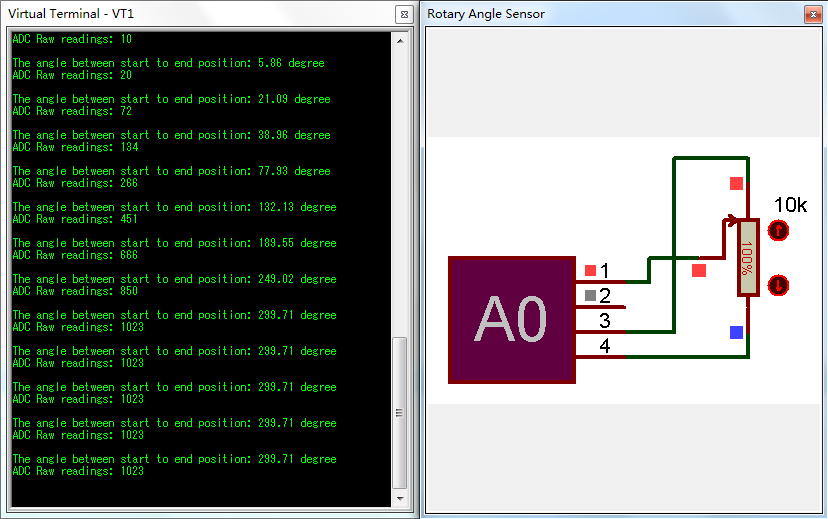 Virtual Terminal - VT1
ADC Raw readings: 10
The angle between start to end position: 5.86 degree
ADC Raw readings: 20
The angle between start to end position: 21.09 degree
ADC Raw readings: 72
The angle between start to end position: 38.96 degree
ADC Raw readings: 134
The angle between start to end position: 77.93 degree
ADC Raw readings: 266
The angle between start to end position: 132.13 degree
ADC Raw readings: 451
The angle between start to end position: 189.55 degree
ADC Raw readings: 666
The angle between start to end position: 249.02 degree
ADC Raw readings: 850
The angle between start to end position: 299.71 degree
ADC Raw readings: 1023
The angle between start to end position: 299.71 degree
ADC Raw readings: 1023
The angle between start to end position: 299.71 degree
ADC Raw readings: 1023
The angle between start to end position: 299.71 degree
ADC Raw readings: 1023
The angle between start to end position: 299.71 degree
ADC Raw readings: 1023
Rotary Angle Sensor
10k
100%
A0
1
2
3
4